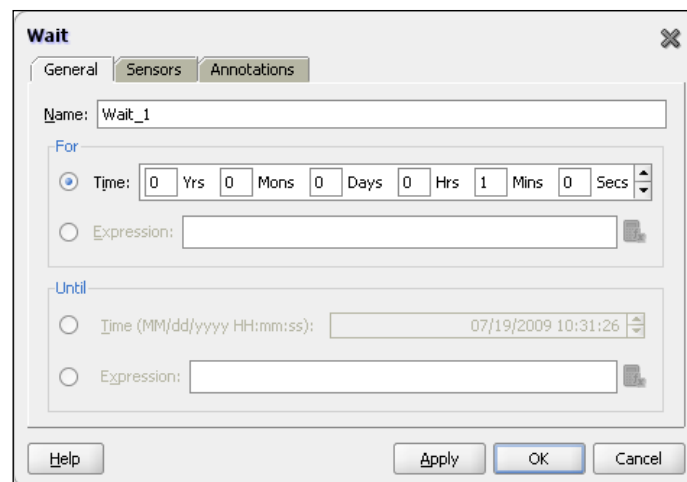 Wait
General Sensors Annotations
Name: Wait_1
For
Time: 0 Yrs 0 Mons 0 Days 0 Hrs 1 Mins 0 Secs
Expression:
Until
Time (MM/dd/yyyy HH:mm:ss): 07/19/2009 10:31:26
Expression:
Help Apply OK Cancel